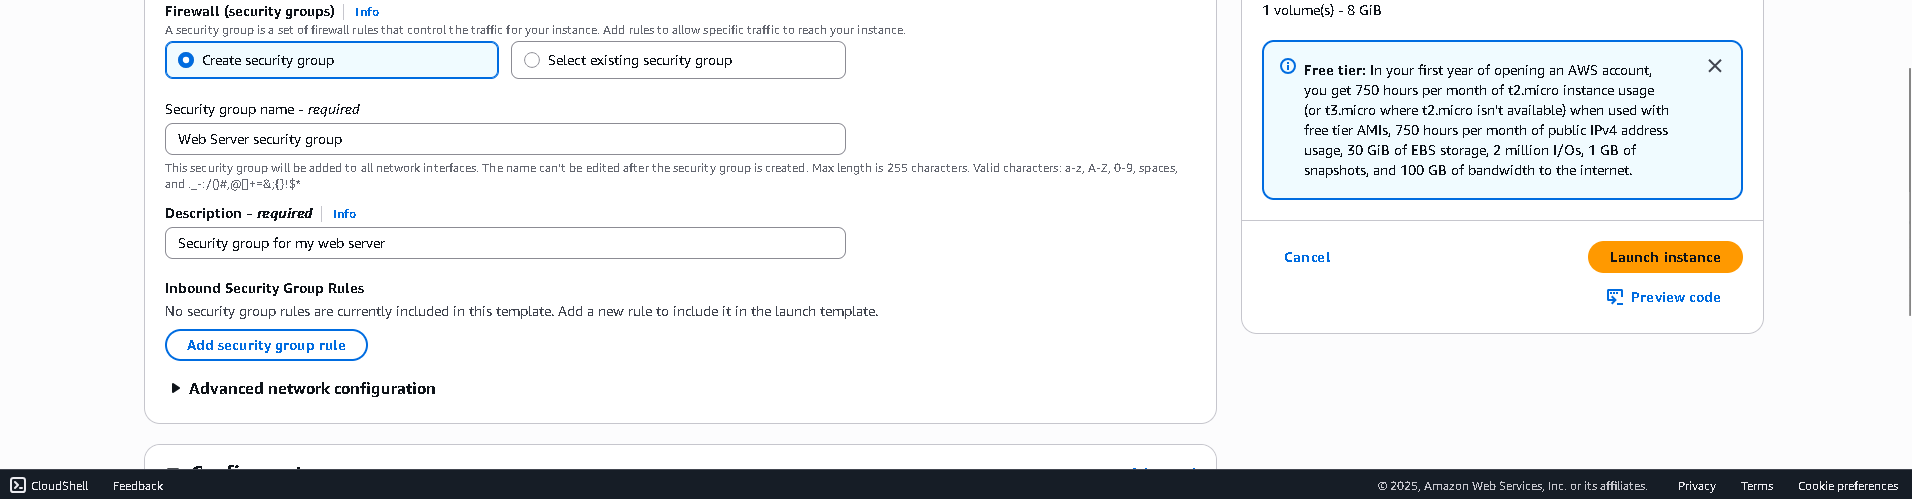 Firewall (security groups) Info
A security group is a set of firewall rules that control the traffic for your instance. Add rules to allow specific traffic to reach your instance.
Create security group
Select existing security group
Security group name - required
Web Server security group
This security group will be added to all network interfaces. The name can't be edited after the security group is created. Max length is 255 characters. Valid characters: a-z, A-Z, 0-9, spaces,
and ._-:/()#,@[]+=&;{}!$*
Description - required Info
Security group for my web server
Inbound Security Group Rules
No security group rules are currently included in this template. Add a new rule to include it in the launch template.
Add security group rule
Advanced network configuration
1 volume(s) - 8 GiB
Free tier: In your first year of opening an AWS account,
you get 750 hours per month of t2.micro instance usage
(or t3.micro where t2.micro isn't available) when used with
free tier AMIs, 750 hours per month of public IPv4 address
usage, 30 GiB of EBS storage, 2 million I/Os, 1 GB of
snapshots, and 100 GB of bandwidth to the internet.
Cancel
Launch instance
Preview code
CloudShell Feedback
© 2025, Amazon Web Services, Inc. or its affiliates. Privacy Terms Cookie preferences